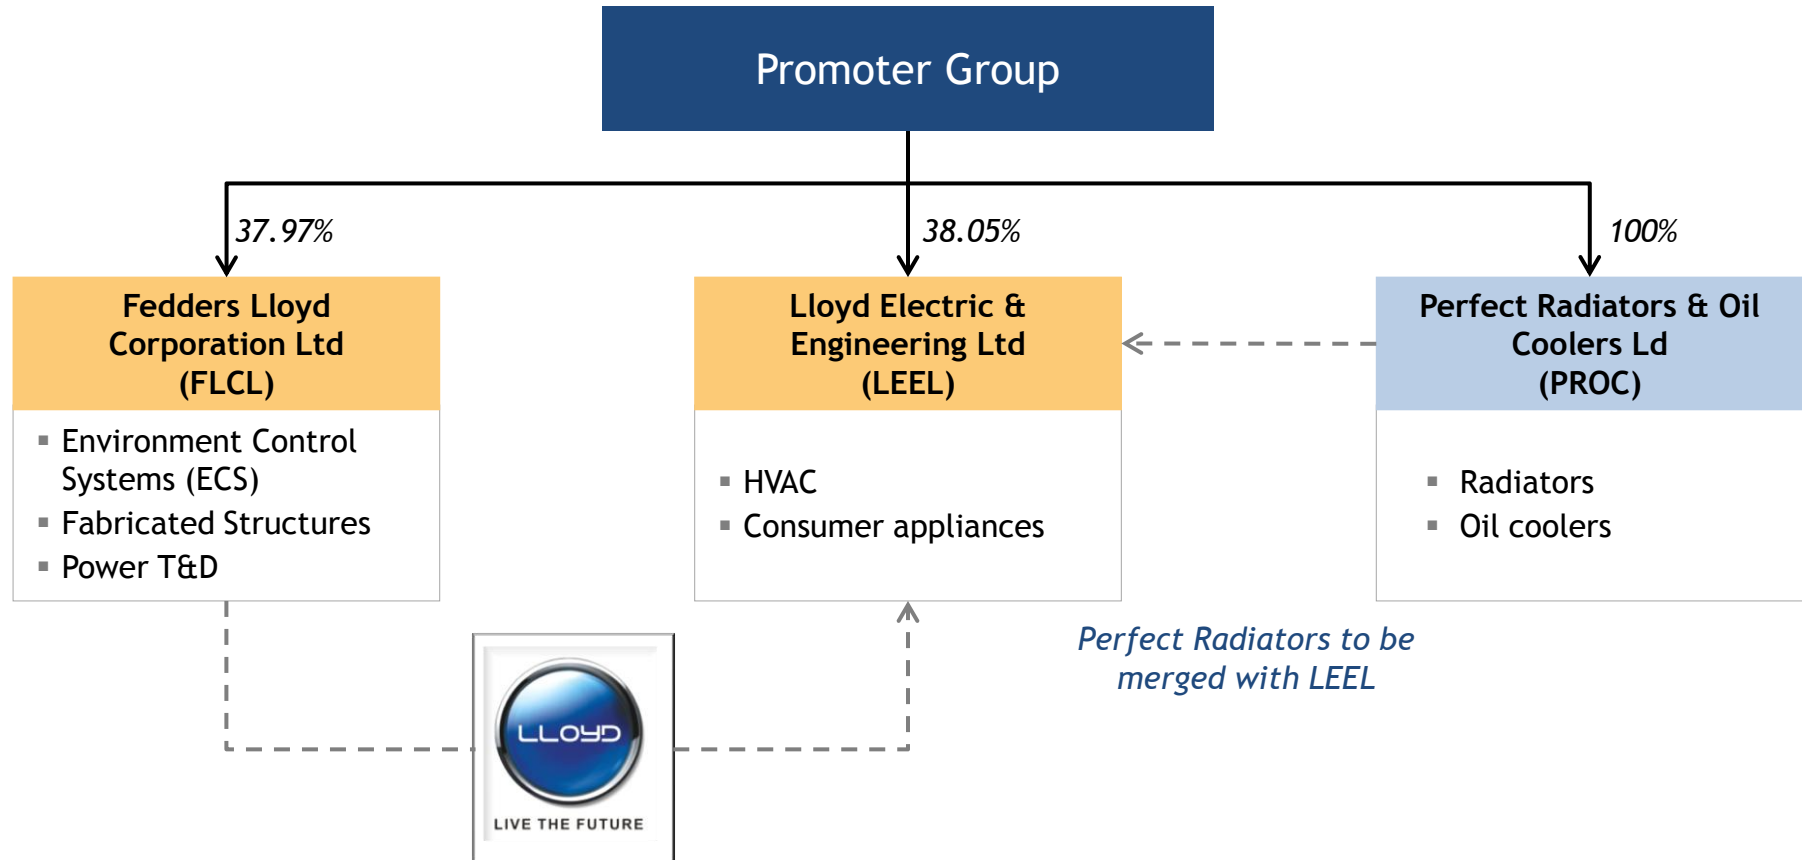 Promoter Group
37.97%
38.05%
100%
Fedders Lloyd
Corporation Ltd
(FLCL)
▪ Environment Control
Systems (ECS)
▪ Fabricated Structures
▪ Power T&D
Lloyd Electric &
Engineering Ltd
(LEEL)
▪ HVAC
▪ Consumer appliances
Perfect Radiators & Oil
Coolers Ld
(PROC)
▪ Radiators
▪ Oil coolers
Perfect Radiators to be
merged with LEEL
LLOYD
LIVE THE FUTURE